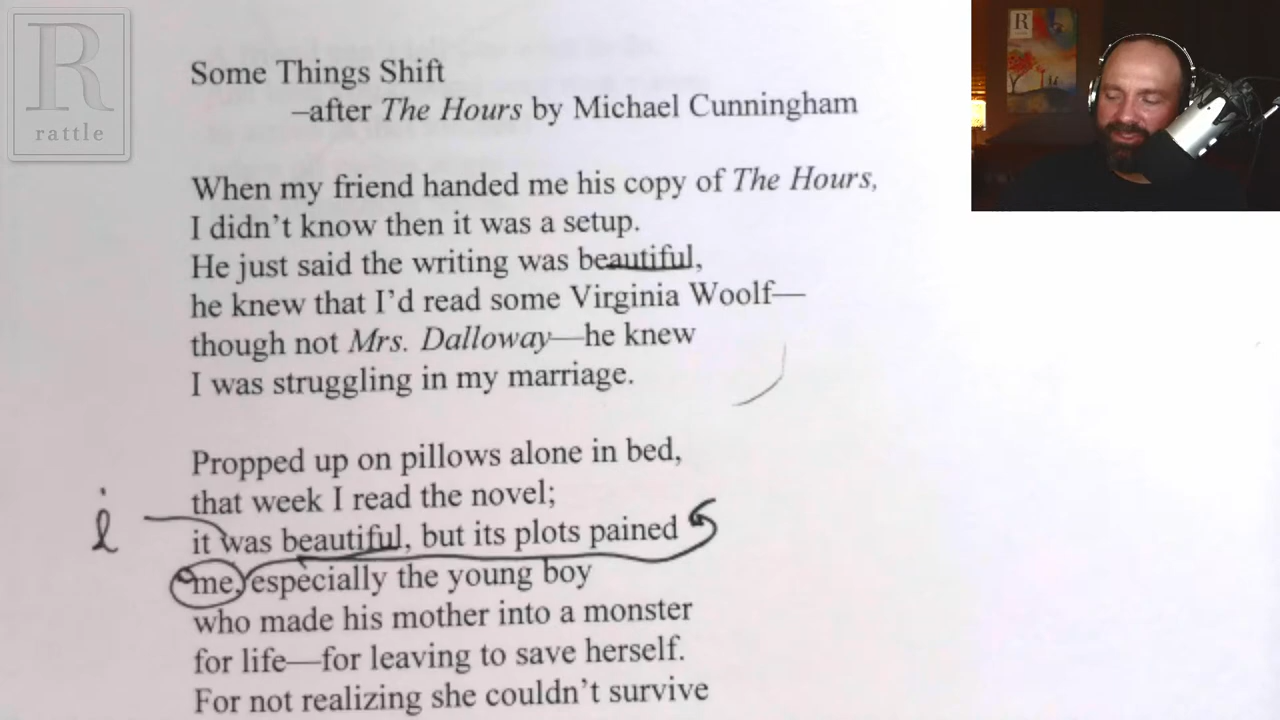 R
rattle
R
Some Things Shift
–after The Hours by Michael Cunningham
When my friend handed me his copy of The Hours,
I didn't know then it was a setup.
He just said the writing was beautiful,
he knew that I'd read some Virginia Woolf—
though not Mrs. Dalloway—he knew
I was struggling in my marriage.
Propped up on pillows alone in bed,
that week I read the novel;
it was beautiful, but its plots pained
me, especially the young boy
who made his mother into a monster
for life—for leaving to save herself.
For not realizing she couldn't survive